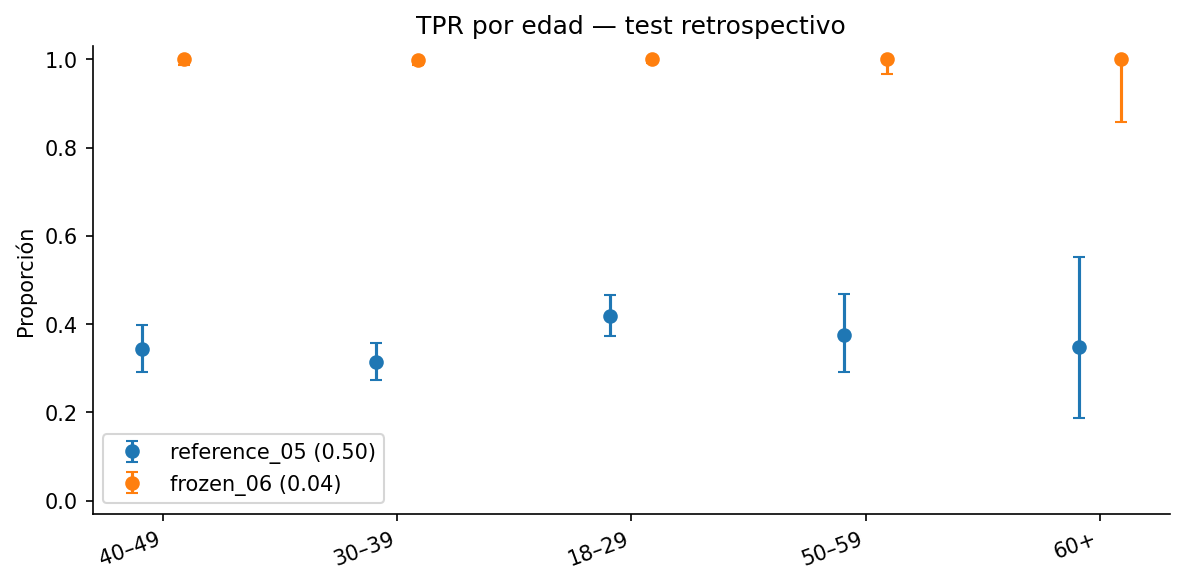 TPR por edad — test retrospectivo
Proporción
1.0
0.8
0.6
0.4
0.2
0.0
reference_05 (0.50)
frozen_06 (0.04)
40–49
30–39
18–29
50–59
60+